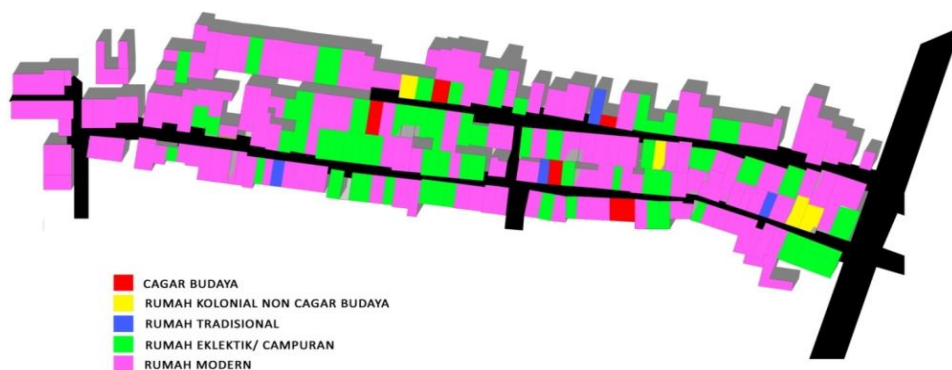 CAGAR BUDAYA
RUMAH KOLONIAL NON CAGAR BUDAYA
RUMAH TRADISIONAL
RUMAH EKLEKTIK/ CAMPURAN
RUMAH MODERN